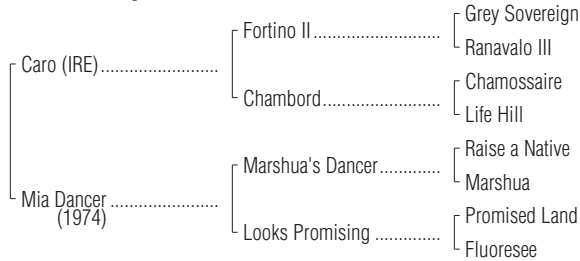 Grey Sovereign
Fortino II
Ranavalo III
Caro (IRE)
Chamossaire
Chambord
Life Hill
Raise a Native
Marshua's Dancer
Marshua
Mia Dancer
(1974)
Promised Land
Looks Promising
Fluoresee